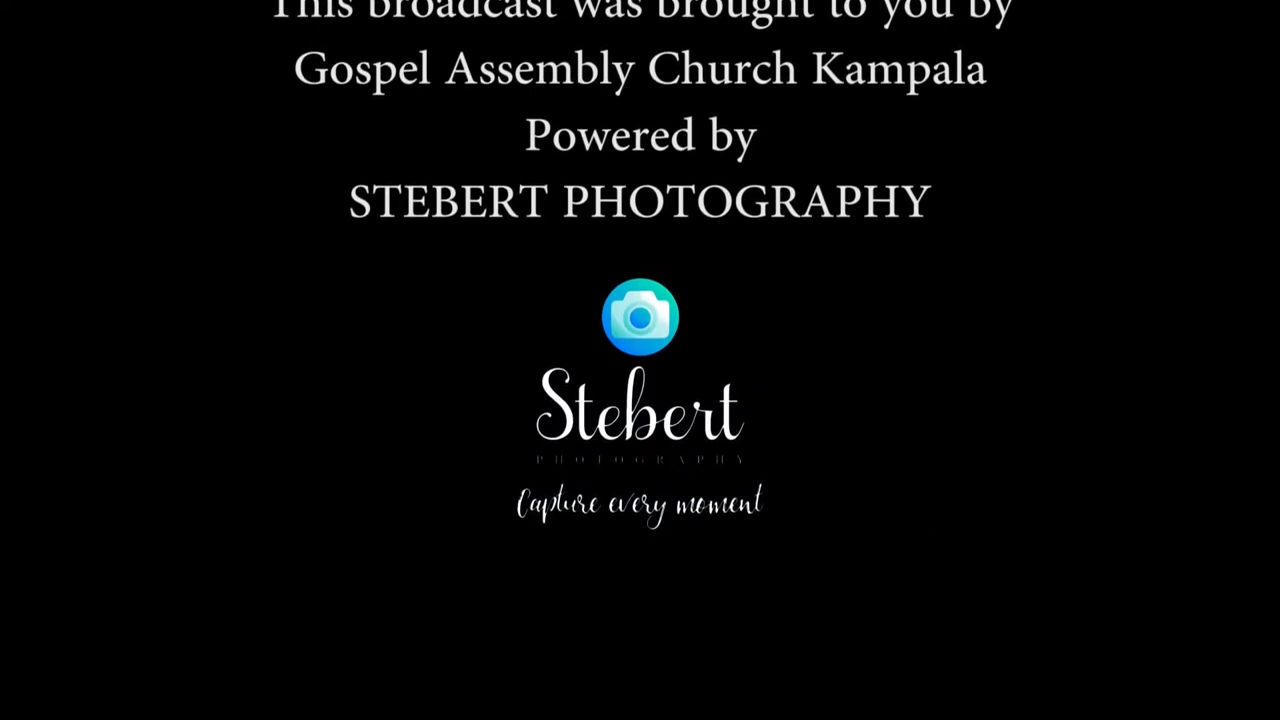 This broadcast was brought to you by
Gospel Assembly Church Kampala
Powered by
STEBERT PHOTOGRAPHY
Stebert
PHOTOGRAPHY
Capture every moment